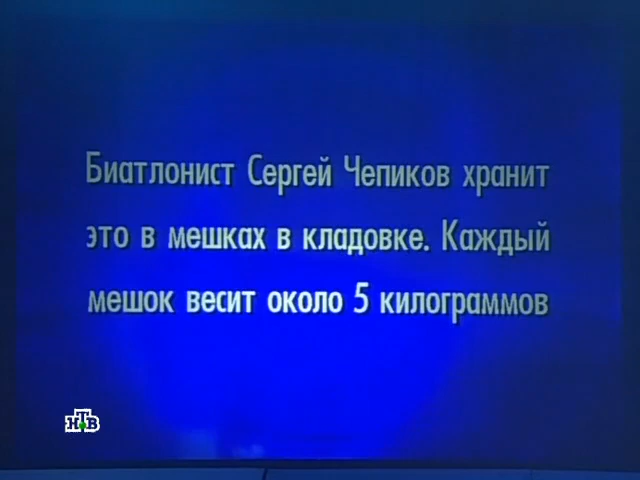 Биатлонист Сергей Чепиков хранит
это в мешках в кладовке. Каждый
мешок весит около 5 килограммов
НТВ